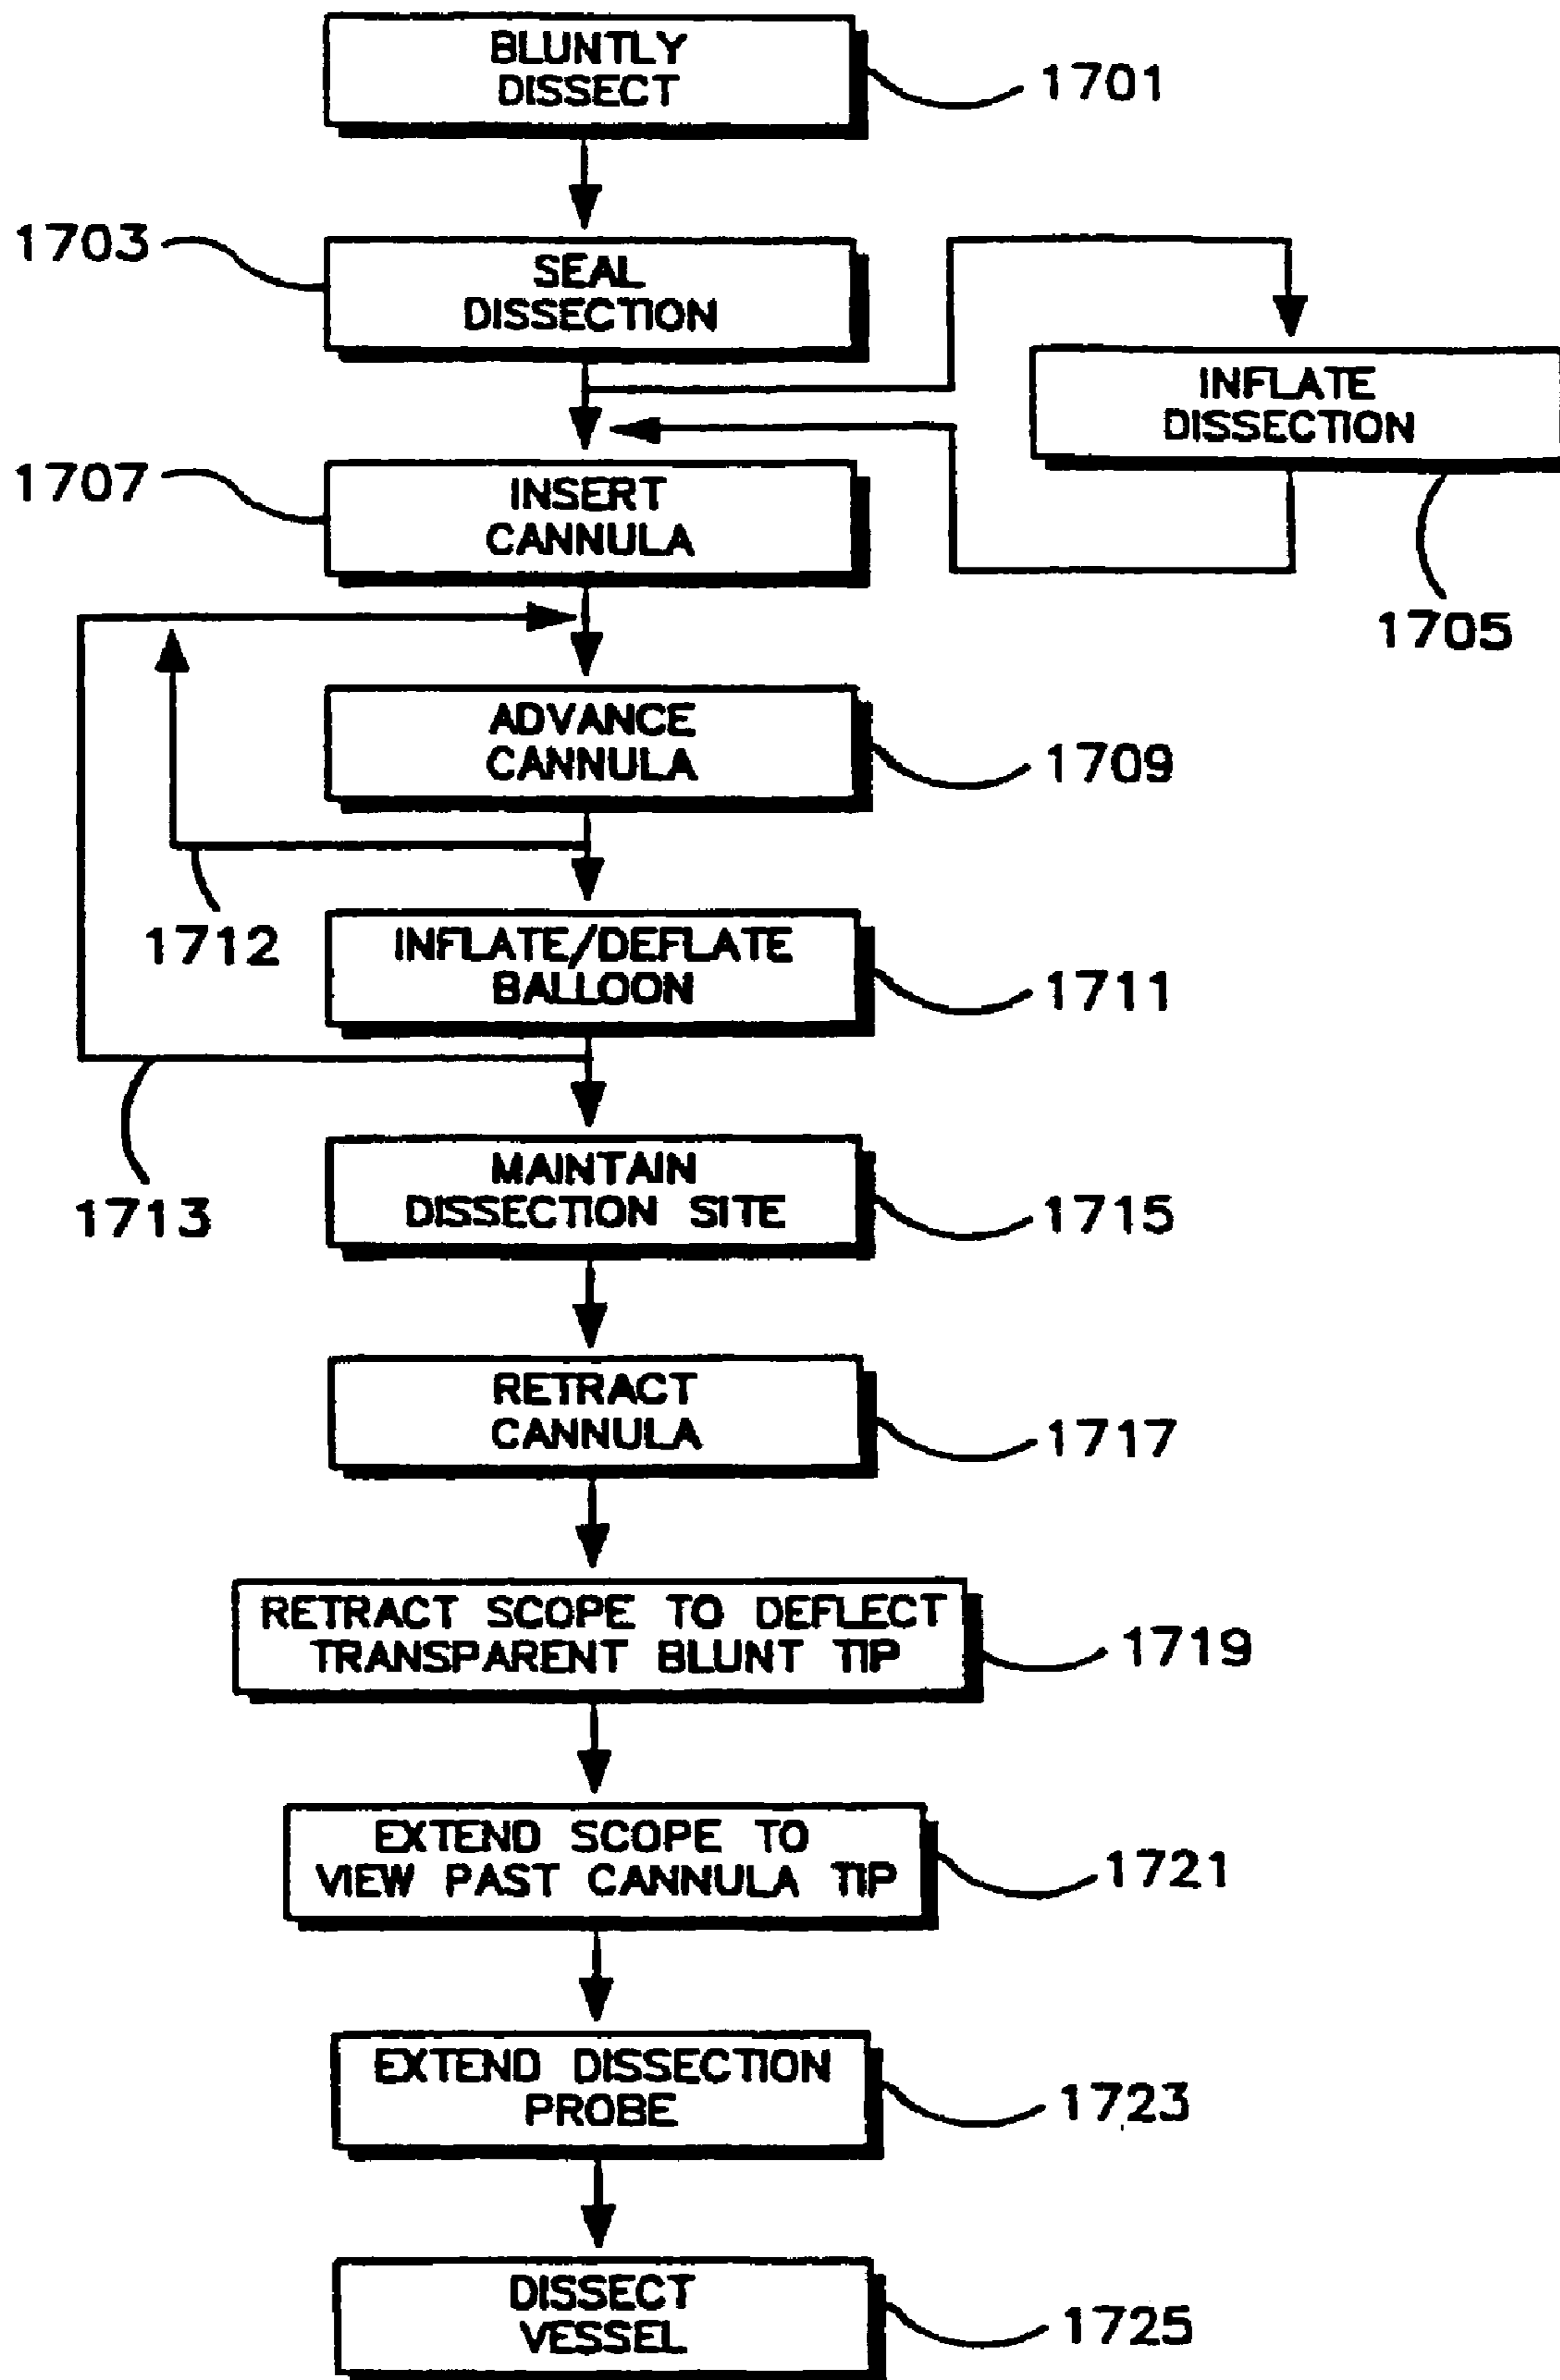 BLUNTLY
DISSECT
1701
1703
SEAL
DISSECTION
INFLATE
DISSECTION
1705
1707
INSERT
CANNULA
ADVANCE
CANNULA
1709
1712
INFLATE/DEFLATE
BALLOON
1711
1713
MAINTAIN
DISSECTION SITE
1715
RETRACT
CANNULA
1717
RETRACT SCOPE TO DEFLECT
TRANSPARENT BLUNT TIP
1719
EXTEND SCOPE TO
VIEW PAST CANNULA TIP
1721
EXTEND DISSECTION
PROBE
1723
DISSECT
VESSEL
1725